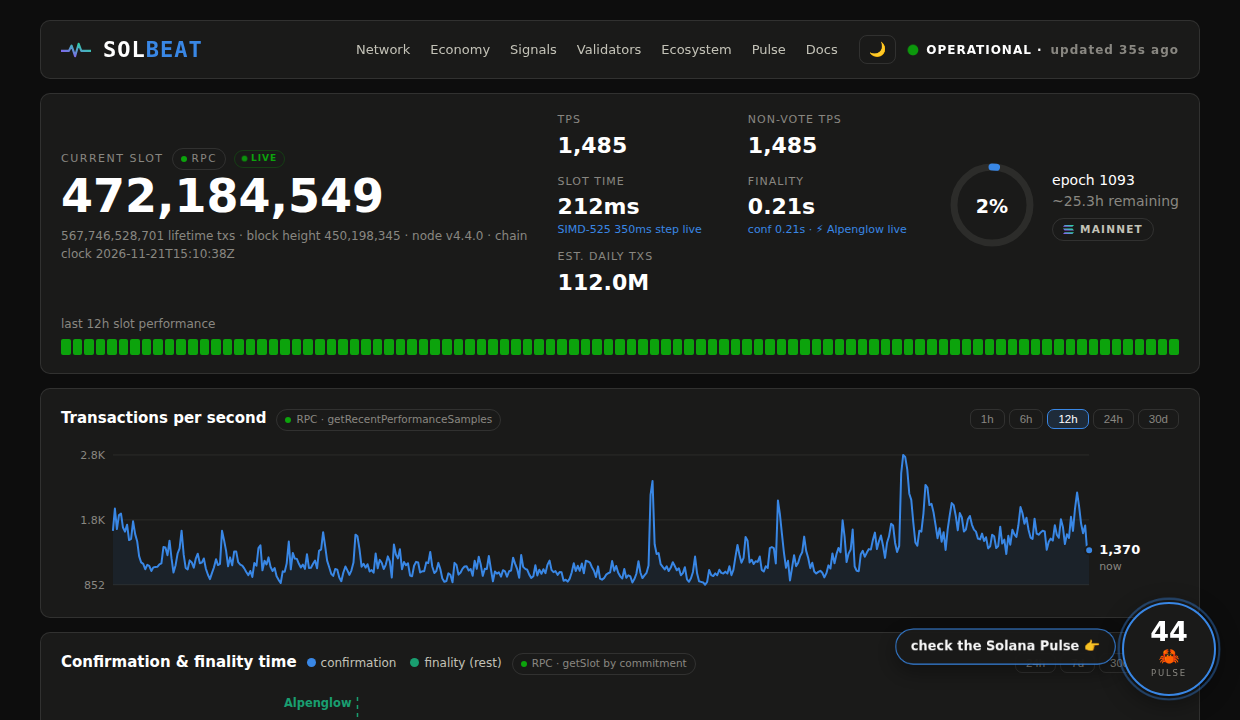 SOLBEAT
Network Economy Signals Validators Ecosystem Pulse Docs 🌙 OPERATIONAL · updated 35s ago
CURRENT SLOT RPC LIVE
472,184,549
567,746,528,701 lifetime txs · block height 450,198,345 · node v4.4.0 · chain
clock 2026-11-21T15:10:38Z
TPS
1,485
NON-VOTE TPS
1,485
SLOT TIME
212ms
SIMD-525 350ms step live
FINALITY
0.21s
conf 0.21s · ⚡ Alpenglow live
EST. DAILY TXS
112.0M
2%
epoch 1093
~25.3h remaining
MAINNET
last 12h slot performance
Transactions per second RPC · getRecentPerformanceSamples
1h 6h 12h 24h 30d
2.8K
1.8K
852
1,370
now
Confirmation & finality time confirmation finality (rest) RPC · getSlot by commitment
Alpenglow
check the Solana Pulse 👉
44
🦀
PULSE